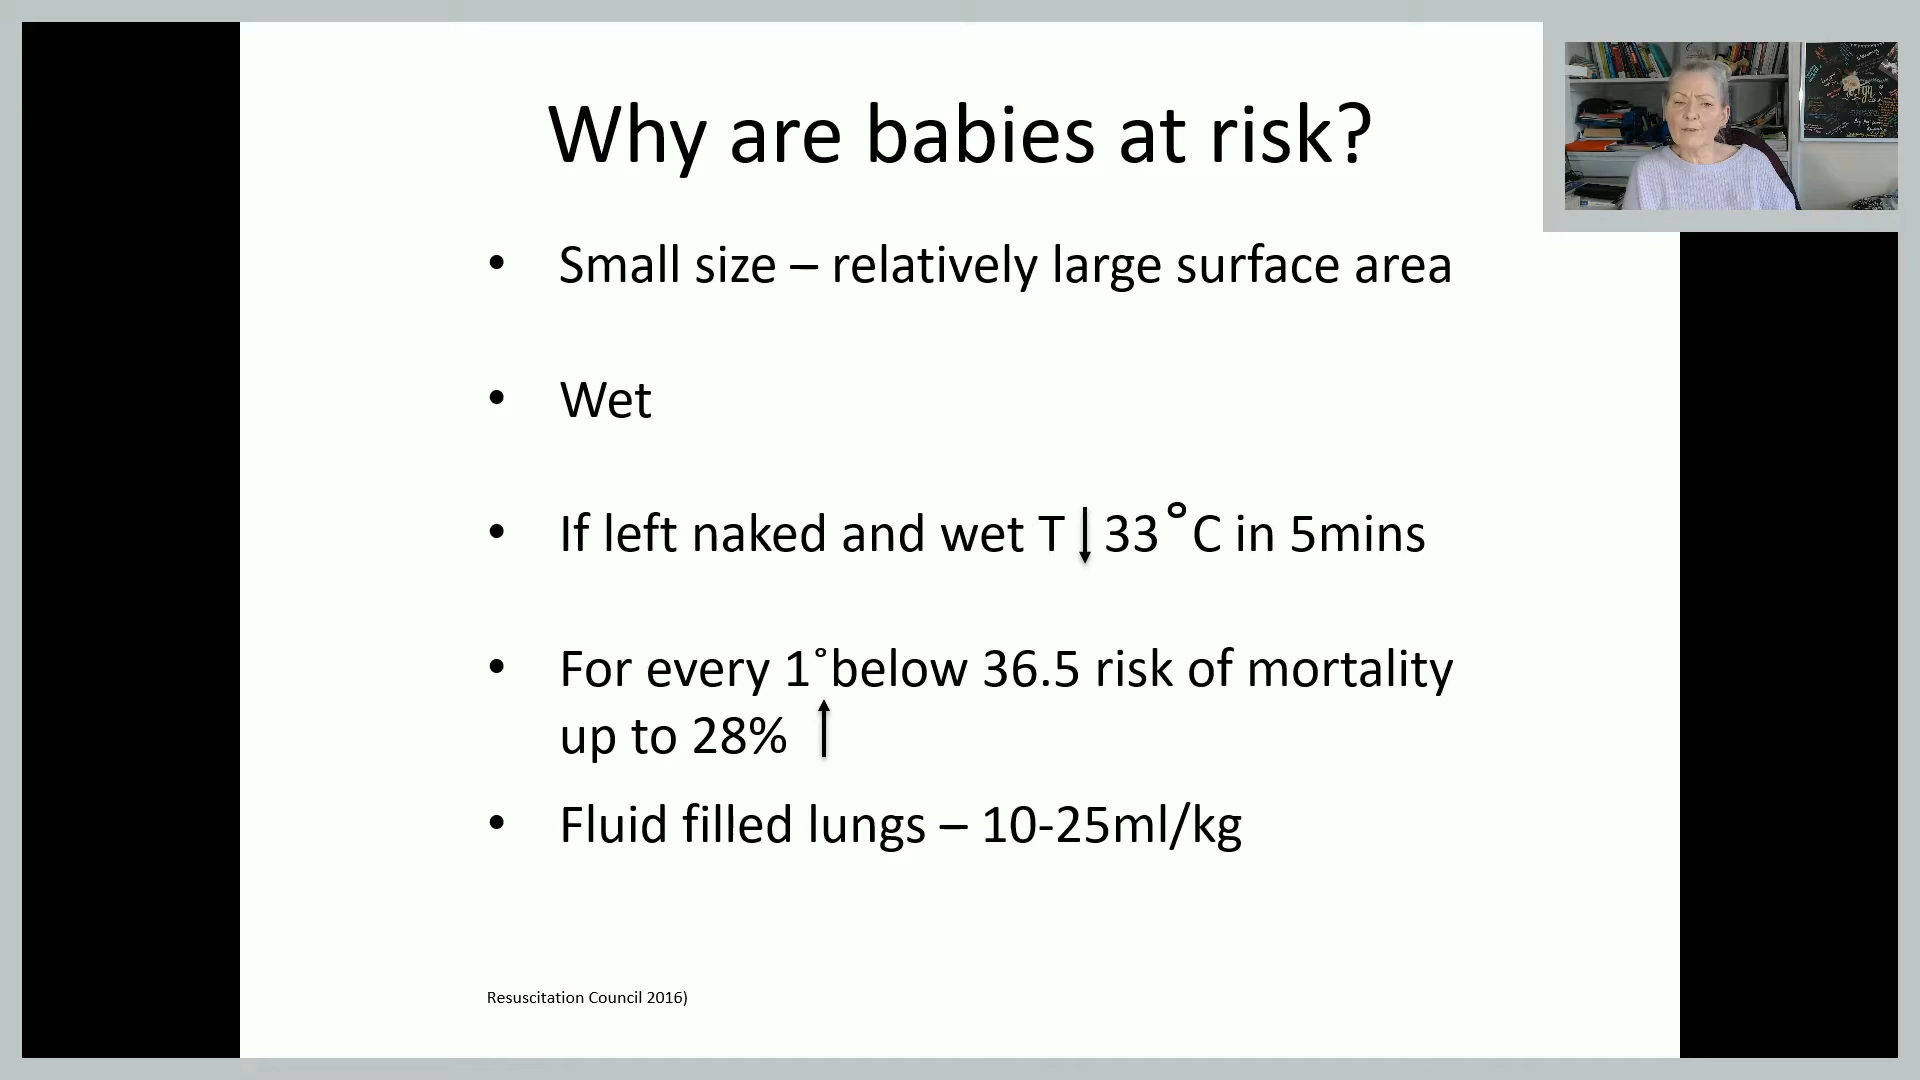 Why are babies at risk?
• Small size – relatively large surface area
• Wet
• If left naked and wet T↓33°C in 5mins
• For every 1°below 36.5 risk of mortality
up to 28% ↑
• Fluid filled lungs – 10-25ml/kg
Resuscitation Council 2016)